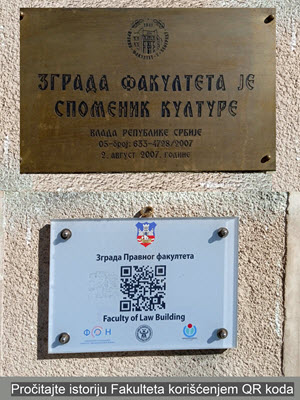 ЗГРАДА ФАКУЛТЕТА ЈЕ
СПОМЕНИК КУЛТУРЕ
ВЛАДА РЕПУБЛИКЕ СРБИЈЕ
05-број: 633-4728/2007
2. август 2007. године
Зграда Правног факултета
Faculty of Law Building
Ф Н
Pročitajte istoriju Fakulteta korišćenjem QR koda